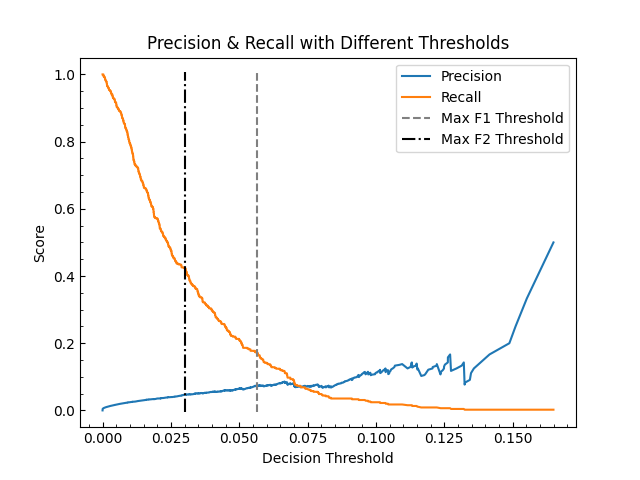 Precision & Recall with Different Thresholds
Precision
Recall
Max F1 Threshold
Max F2 Threshold
Score
1.0
0.8
0.6
0.4
0.2
0.0
0.000 0.025 0.050 0.075 0.100 0.125 0.150
Decision Threshold